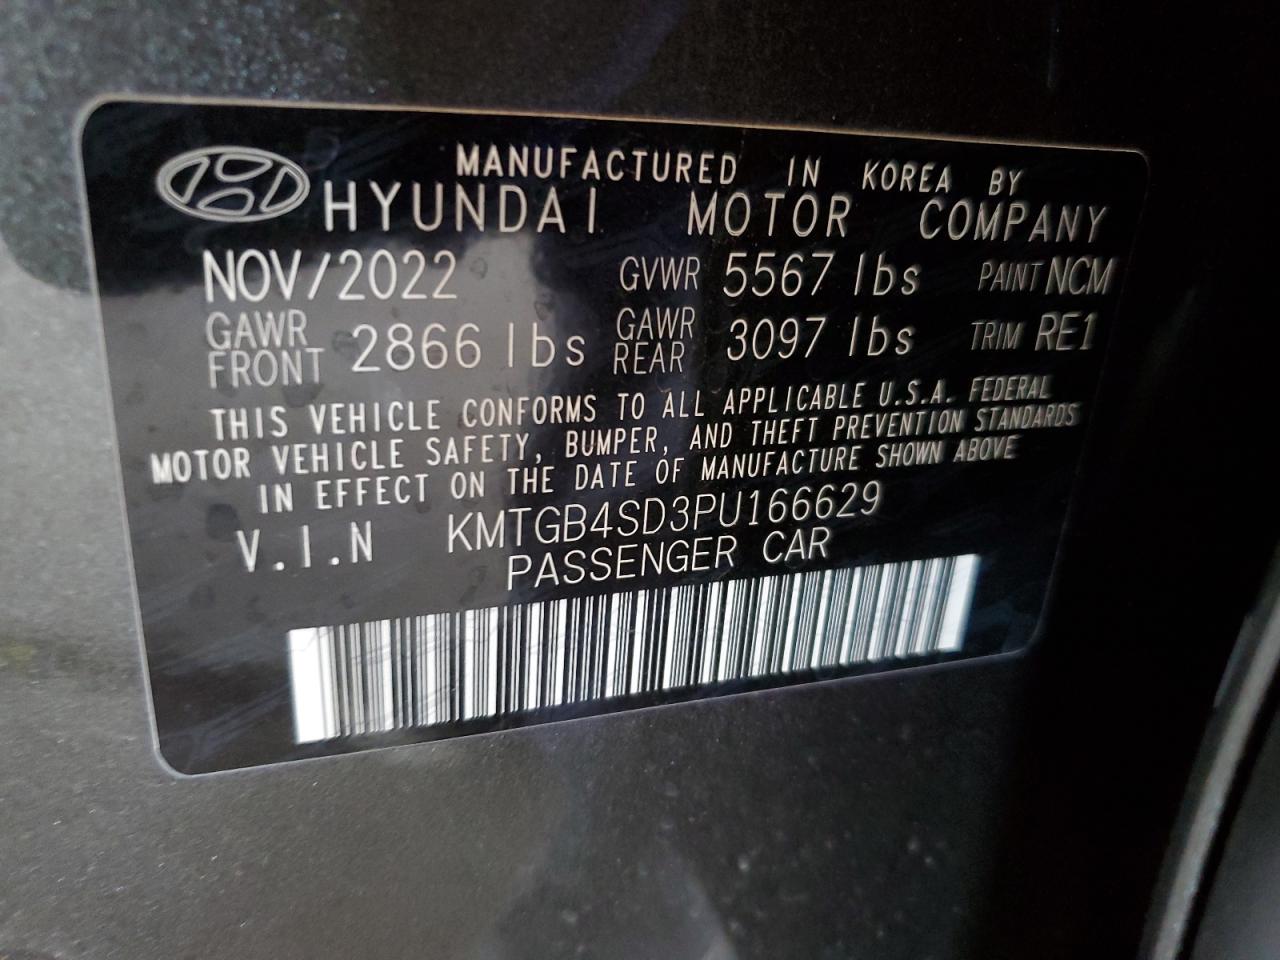 MANUFACTURED IN KOREA BY
HYUNDAI MOTOR COMPANY
NOV/2022 GVWR 5567 lbs PAINT NCM
GAWR FRONT 2866 lbs GAWR REAR 3097 lbs TRIM RE1
THIS VEHICLE CONFORMS TO ALL APPLICABLE U.S.A. FEDERAL
MOTOR VEHICLE SAFETY, BUMPER, AND THEFT PREVENTION STANDARDS
IN EFFECT ON THE DATE OF MANUFACTURE SHOWN ABOVE
V.I.N KMTGB4SD3PU166629
PASSENGER CAR